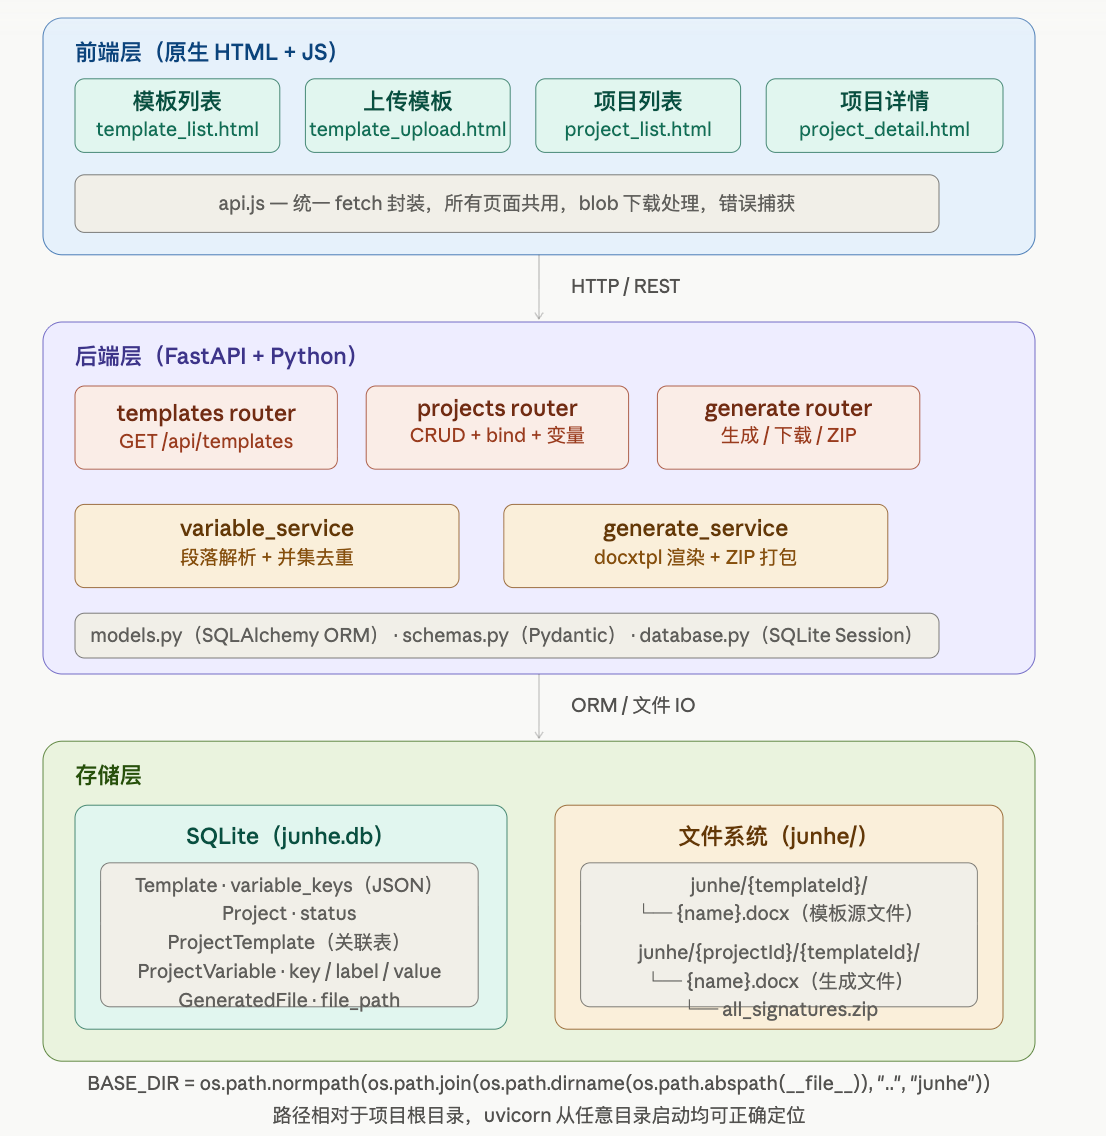 前端层（原生 HTML + JS）
模板列表
template_list.html
上传模板
template_upload.html
项目列表
project_list.html
项目详情
project_detail.html
api.js — 统一 fetch 封装，所有页面共用，blob 下载处理，错误捕获
HTTP / REST
后端层（FastAPI + Python）
templates router
GET /api/templates
projects router
CRUD + bind + 变量
generate router
生成 / 下载 / ZIP
variable_service
段落解析 + 并集去重
generate_service
docxtpl 渲染 + ZIP 打包
models.py（SQLAlchemy ORM） · schemas.py（Pydantic） · database.py（SQLite Session）
ORM / 文件 IO
存储层
SQLite（junhe.db）
Template · variable_keys（JSON）
Project · status
ProjectTemplate（关联表）
ProjectVariable · key / label / value
GeneratedFile · file_path
文件系统（junhe/）
junhe/{templateId}/
└── {name}.docx（模板源文件）
junhe/{projectId}/{templateId}/
└── {name}.docx（生成文件）
└── all_signatures.zip
BASE_DIR = os.path.normpath(os.path.join(os.path.dirname(os.path.abspath(__file__)), "..", "junhe"))
路径相对于项目根目录，uvicorn 从任意目录启动均可正确定位